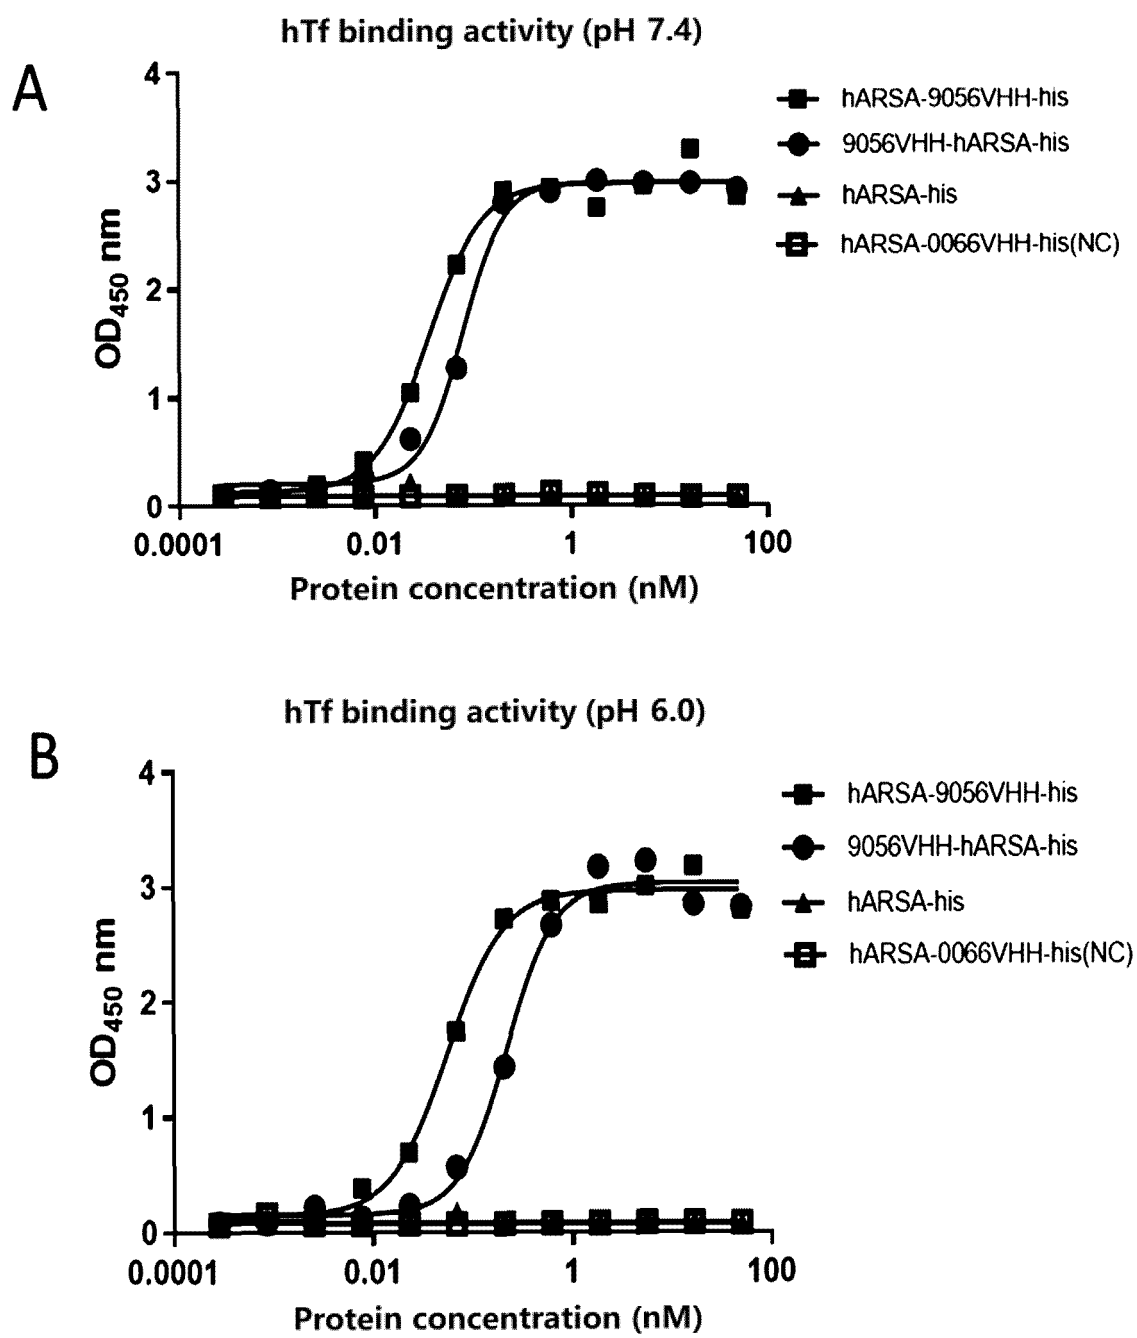 hTf binding activity (pH 7.4)
A
4
3
2
1
0
OD450 nm
0.0001
0.01
1
100
Protein concentration (nM)
hARSA-9056VHH-his
9056VHH-hARSA-his
hARSA-his
hARSA-0066VHH-his(NC)
hTf binding activity (pH 6.0)
B
4
3
2
1
0
OD450 nm
0.0001
0.01
1
100
Protein concentration (nM)
hARSA-9056VHH-his
9056VHH-hARSA-his
hARSA-his
hARSA-0066VHH-his(NC)